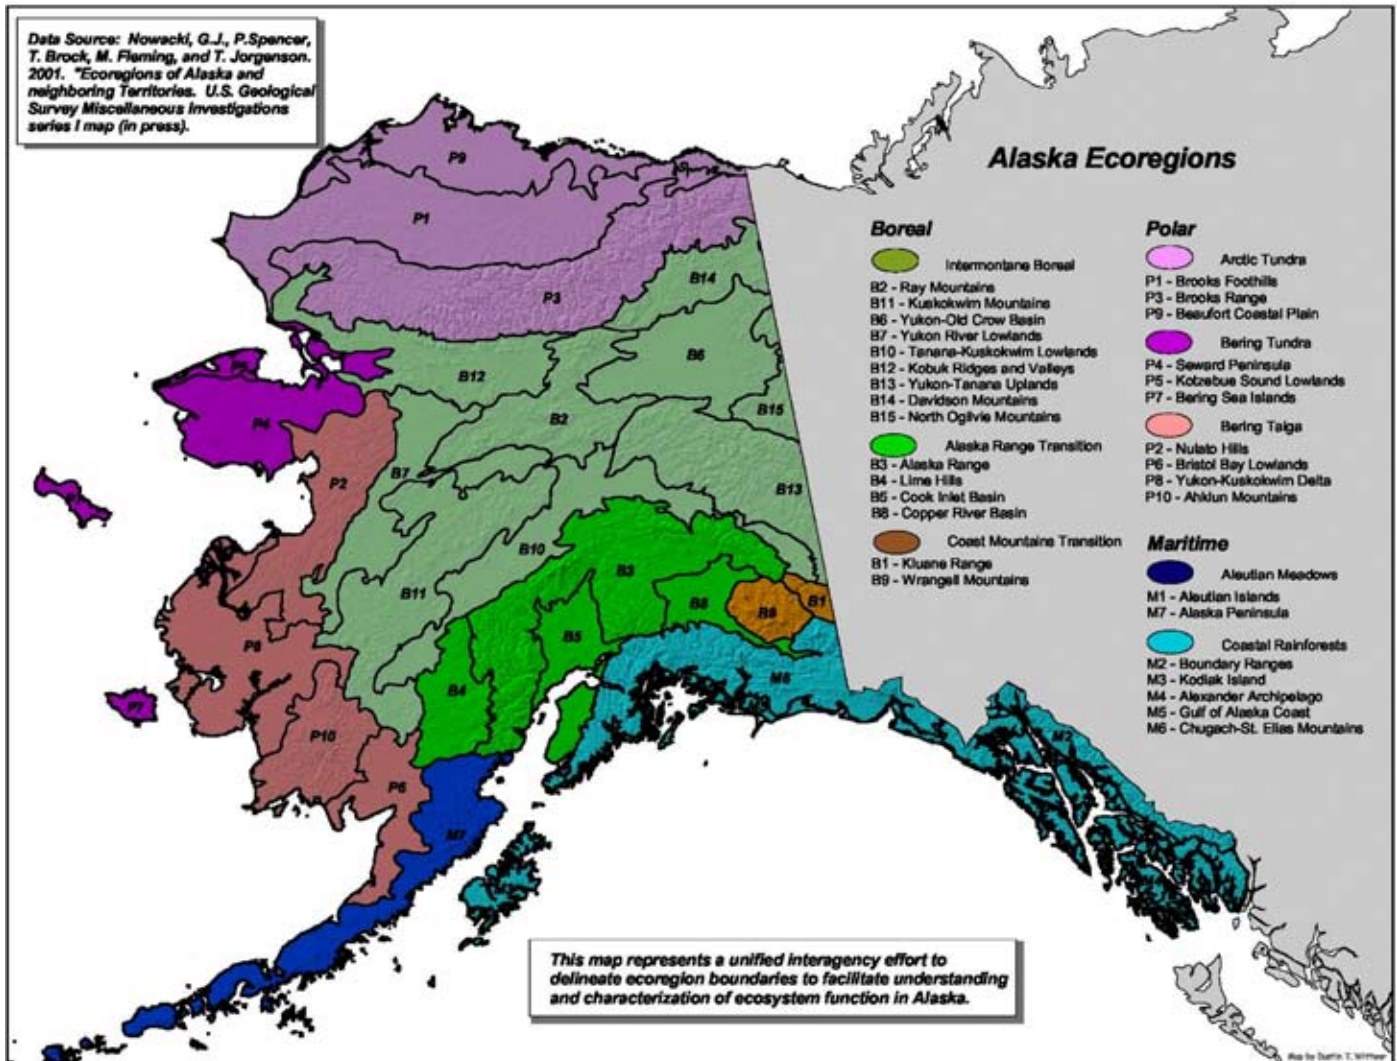 Data Source: Nowacki, G.J., P.Spencer,
T. Brock, M. Fleming, and T. Jorgenson.
2001. "Ecoregions of Alaska and
neighboring Territories. U.S. Geological
Survey Miscellaneous Investigations
series I map (in press).
Alaska Ecoregions
Boreal
Intermontane Boreal
B2 - Ray Mountains
B11 - Kuskokwim Mountains
B6 - Yukon-Old Crow Basin
B7 - Yukon River Lowlands
B10 - Tanana-Kuskokwim Lowlands
B12 - Kobuk Ridges and Valleys
B13 - Yukon-Tanana Uplands
B14 - Davidson Mountains
B15 - North Ogilvie Mountains
Alaska Range Transition
B3 - Alaska Range
B4 - Lime Hills
B5 - Cook Inlet Basin
B8 - Copper River Basin
Coast Mountains Transition
B1 - Kluane Range
B9 - Wrangell Mountains
Polar
Arctic Tundra
P1 - Brooks Foothills
P3 - Brooks Range
P9 - Beaufort Coastal Plain
Bering Tundra
P4 - Seward Peninsula
P5 - Kotzebue Sound Lowlands
P7 - Bering Sea Islands
Bering Taiga
P2 - Nulato Hills
P6 - Bristol Bay Lowlands
P8 - Yukon-Kuskokwim Delta
P10 - Ahklun Mountains
Maritime
Aleutian Meadows
M1 - Aleutian Islands
M7 - Alaska Peninsula
Coastal Rainforests
M2 - Boundary Ranges
M3 - Kodiak Island
M4 - Alexander Archipelago
M5 - Gulf of Alaska Coast
M6 - Chugach-St. Elias Mountains
P9
P1
P3
B14
B6
B12
B15
B2
P4
B7
P2
B13
B10
B3
B11
B8
B9
B1
B5
P8
M6
B4
P7
P10
M2
P6
M7
This map represents a unified interagency effort to
delineate ecoregion boundaries to facilitate understanding
and characterization of ecosystem function in Alaska.
Map by Dustin T.